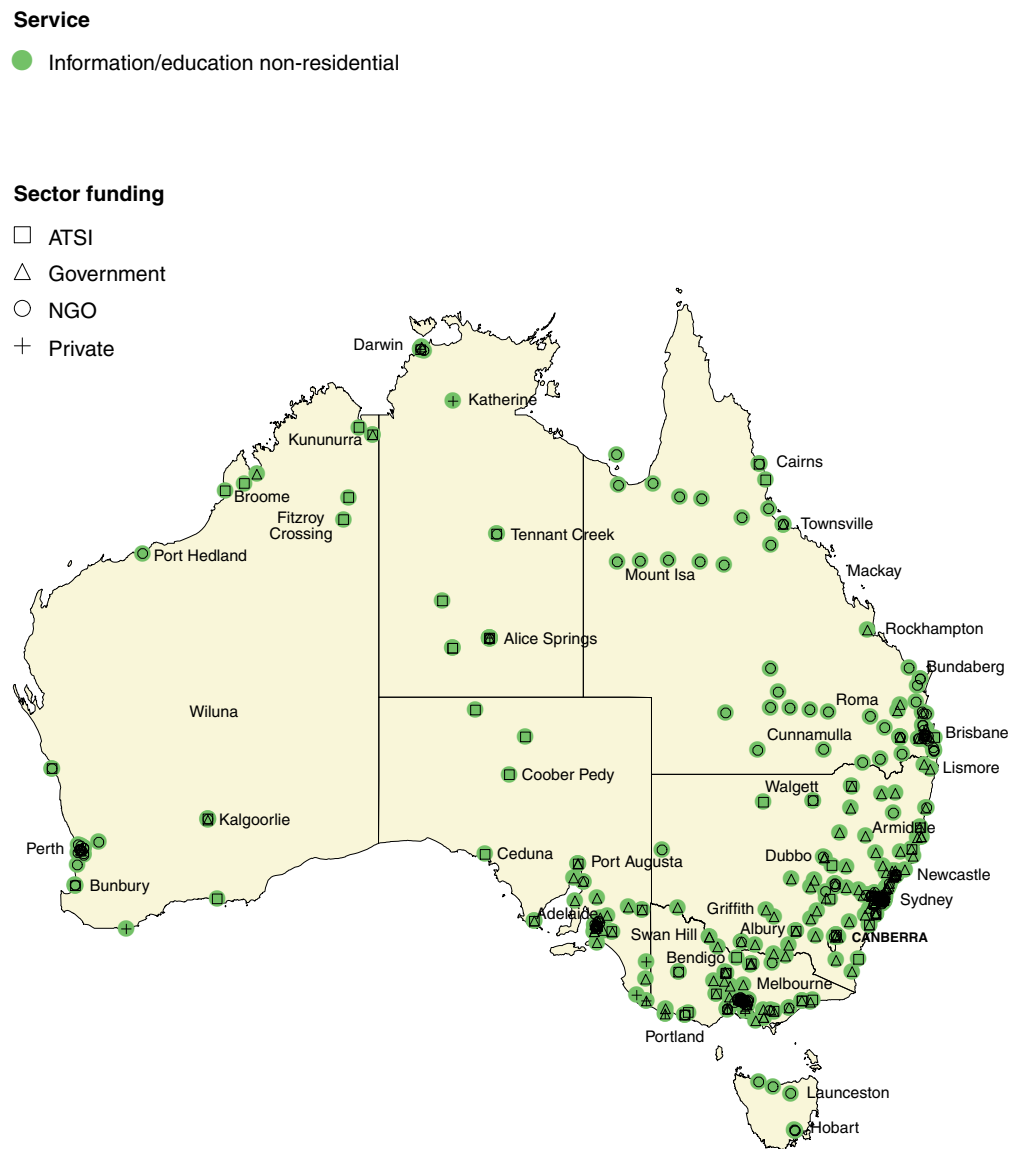 Service
Information/education non-residential
Sector funding
ATSI
Government
NGO
Private
Darwin
Katherine
Kununurra
Cairns
Broome
Fitzroy
Crossing
Townsville
Tennant Creek
Port Hedland
Mount Isa
Mackay
Rockhampton
Alice Springs
Bundaberg
Roma
Wiluna
Cunnamulla
Brisbane
Lismore
Coober Pedy
Walgett
Kalgoorlie
Armidale
Perth
Ceduna
Port Augusta
Dubbo
Newcastle
Bunbury
Sydney
Griffith
Adelaide
Albury
Swan Hill
CANBERRA
Bendigo
Melbourne
Portland
Launceston
Hobart